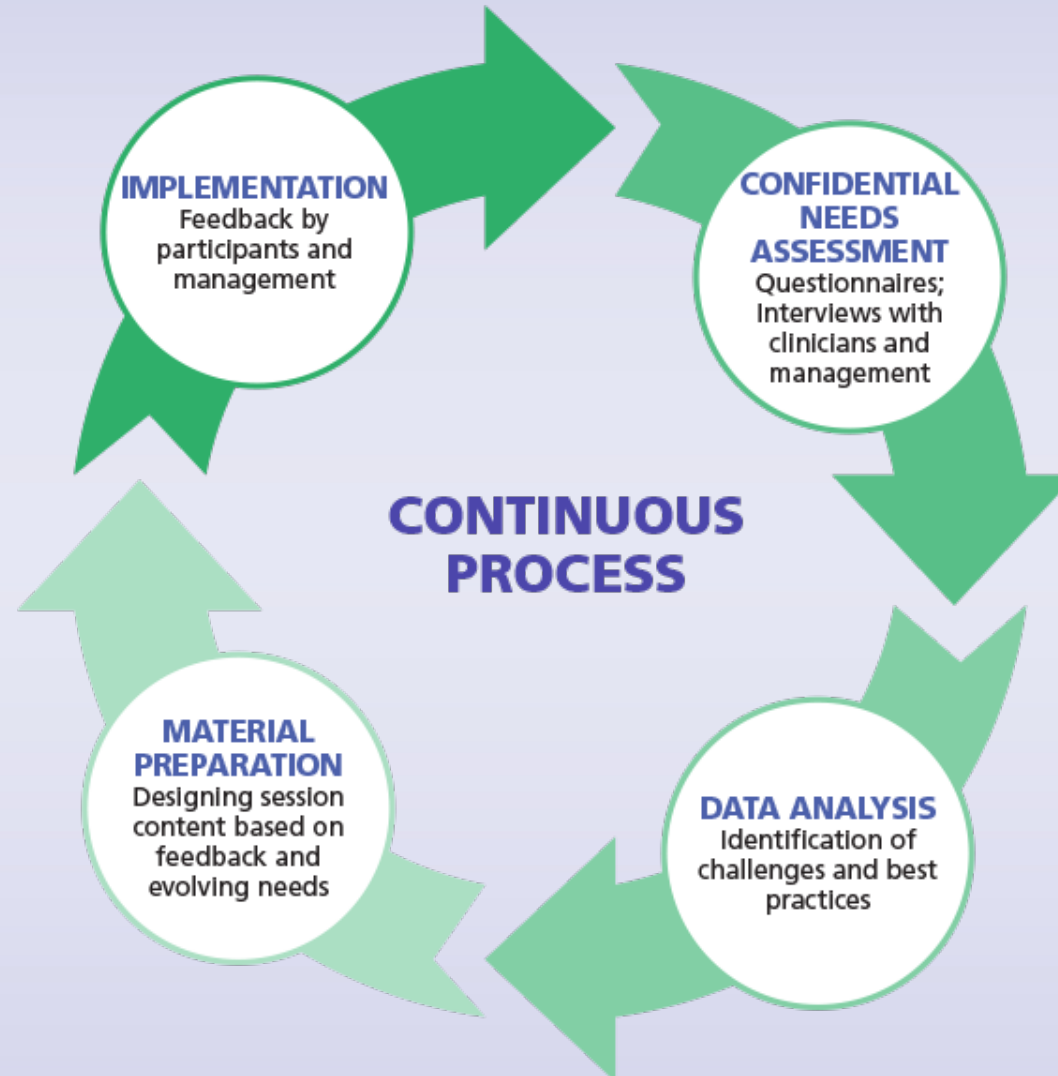 IMPLEMENTATION
Feedback by
participants and
management
CONFIDENTIAL
NEEDS
ASSESSMENT
Questionnaires;
Interviews with
clinicians and
management
CONTINUOUS
PROCESS
MATERIAL
PREPARATION
Designing session
content based on
feedback and
evolving needs
DATA ANALYSIS
Identification of
challenges and best
practices